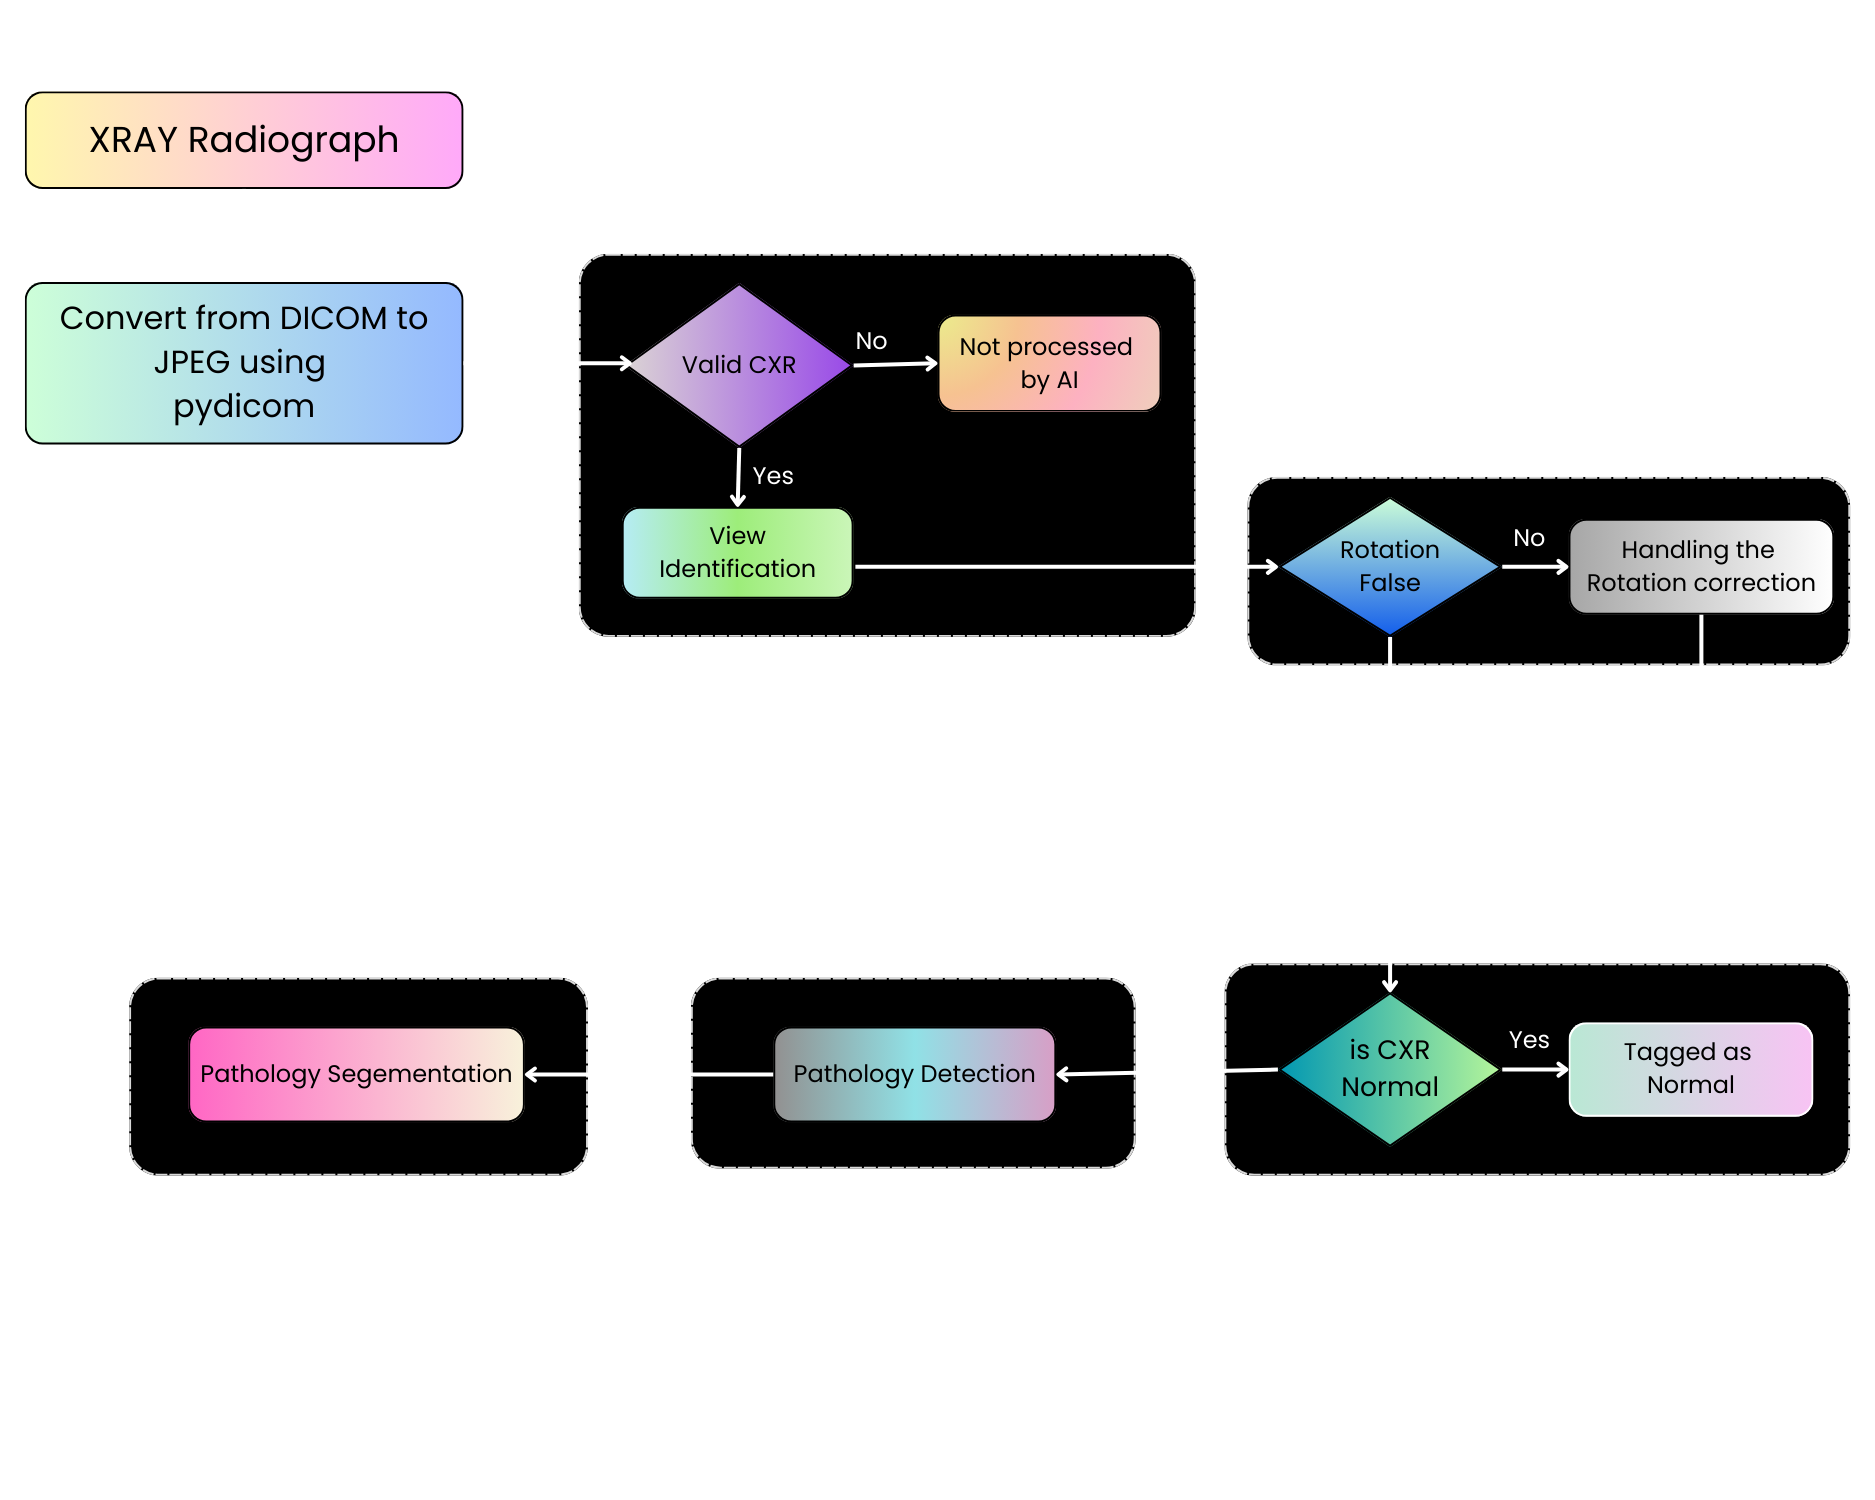 XRAY Radiograph
Convert from DICOM to
JPEG using
pydicom
Valid CXR
No
Not processed
by AI
Yes
View
Identification
Rotation
False
No
Handling the
Rotation correction
is CXR
Normal
Yes
Tagged as
Normal
Pathology Detection
Pathology Segementation